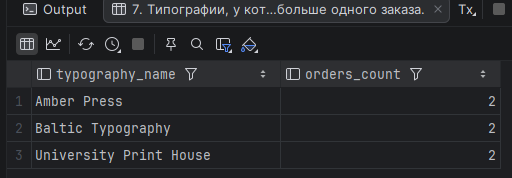 Output
7. Типографии, у кот...больше одного заказа.
Tx
typography_name
orders_count
1 Amber Press 2
2 Baltic Typography 2
3 University Print House 2